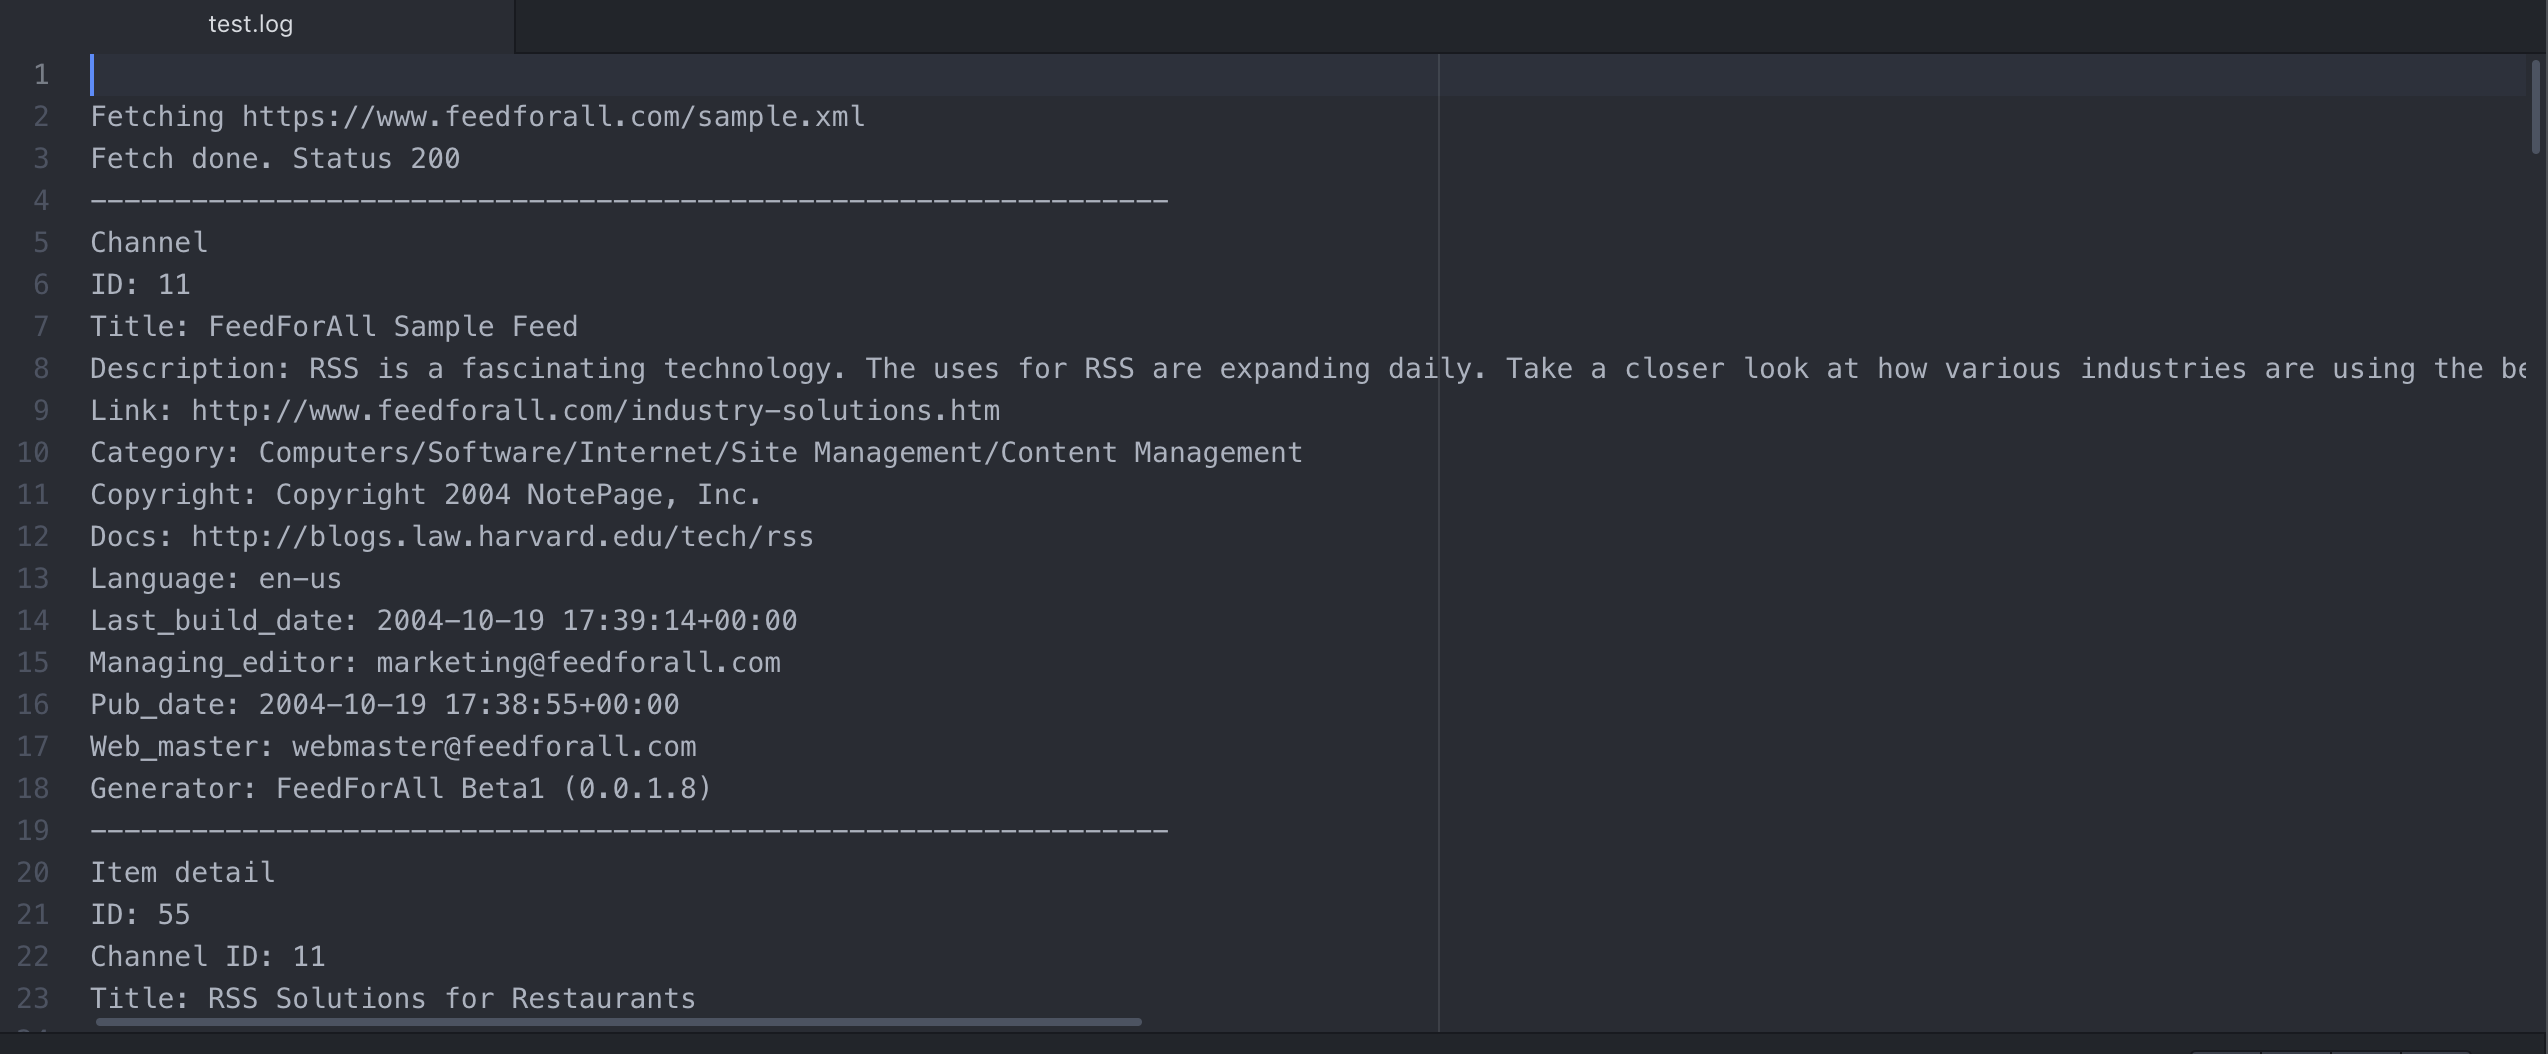 test.log
1
2 Fetching https://www.feedforall.com/sample.xml
3 Fetch done. Status 200
4 ----------------------------------------------------------------
5 Channel
6 ID: 11
7 Title: FeedForAll Sample Feed
8 Description: RSS is a fascinating technology. The uses for RSS are expanding daily. Take a closer look at how various industries are using the be
9 Link: http://www.feedforall.com/industry-solutions.htm
10 Category: Computers/Software/Internet/Site Management/Content Management
11 Copyright: Copyright 2004 NotePage, Inc.
12 Docs: http://blogs.law.harvard.edu/tech/rss
13 Language: en-us
14 Last_build_date: 2004-10-19 17:39:14+00:00
15 Managing_editor: marketing@feedforall.com
16 Pub_date: 2004-10-19 17:38:55+00:00
17 Web_master: webmaster@feedforall.com
18 Generator: FeedForAll Beta1 (0.0.1.8)
19 ----------------------------------------------------------------
20 Item detail
21 ID: 55
22 Channel ID: 11
23 Title: RSS Solutions for Restaurants